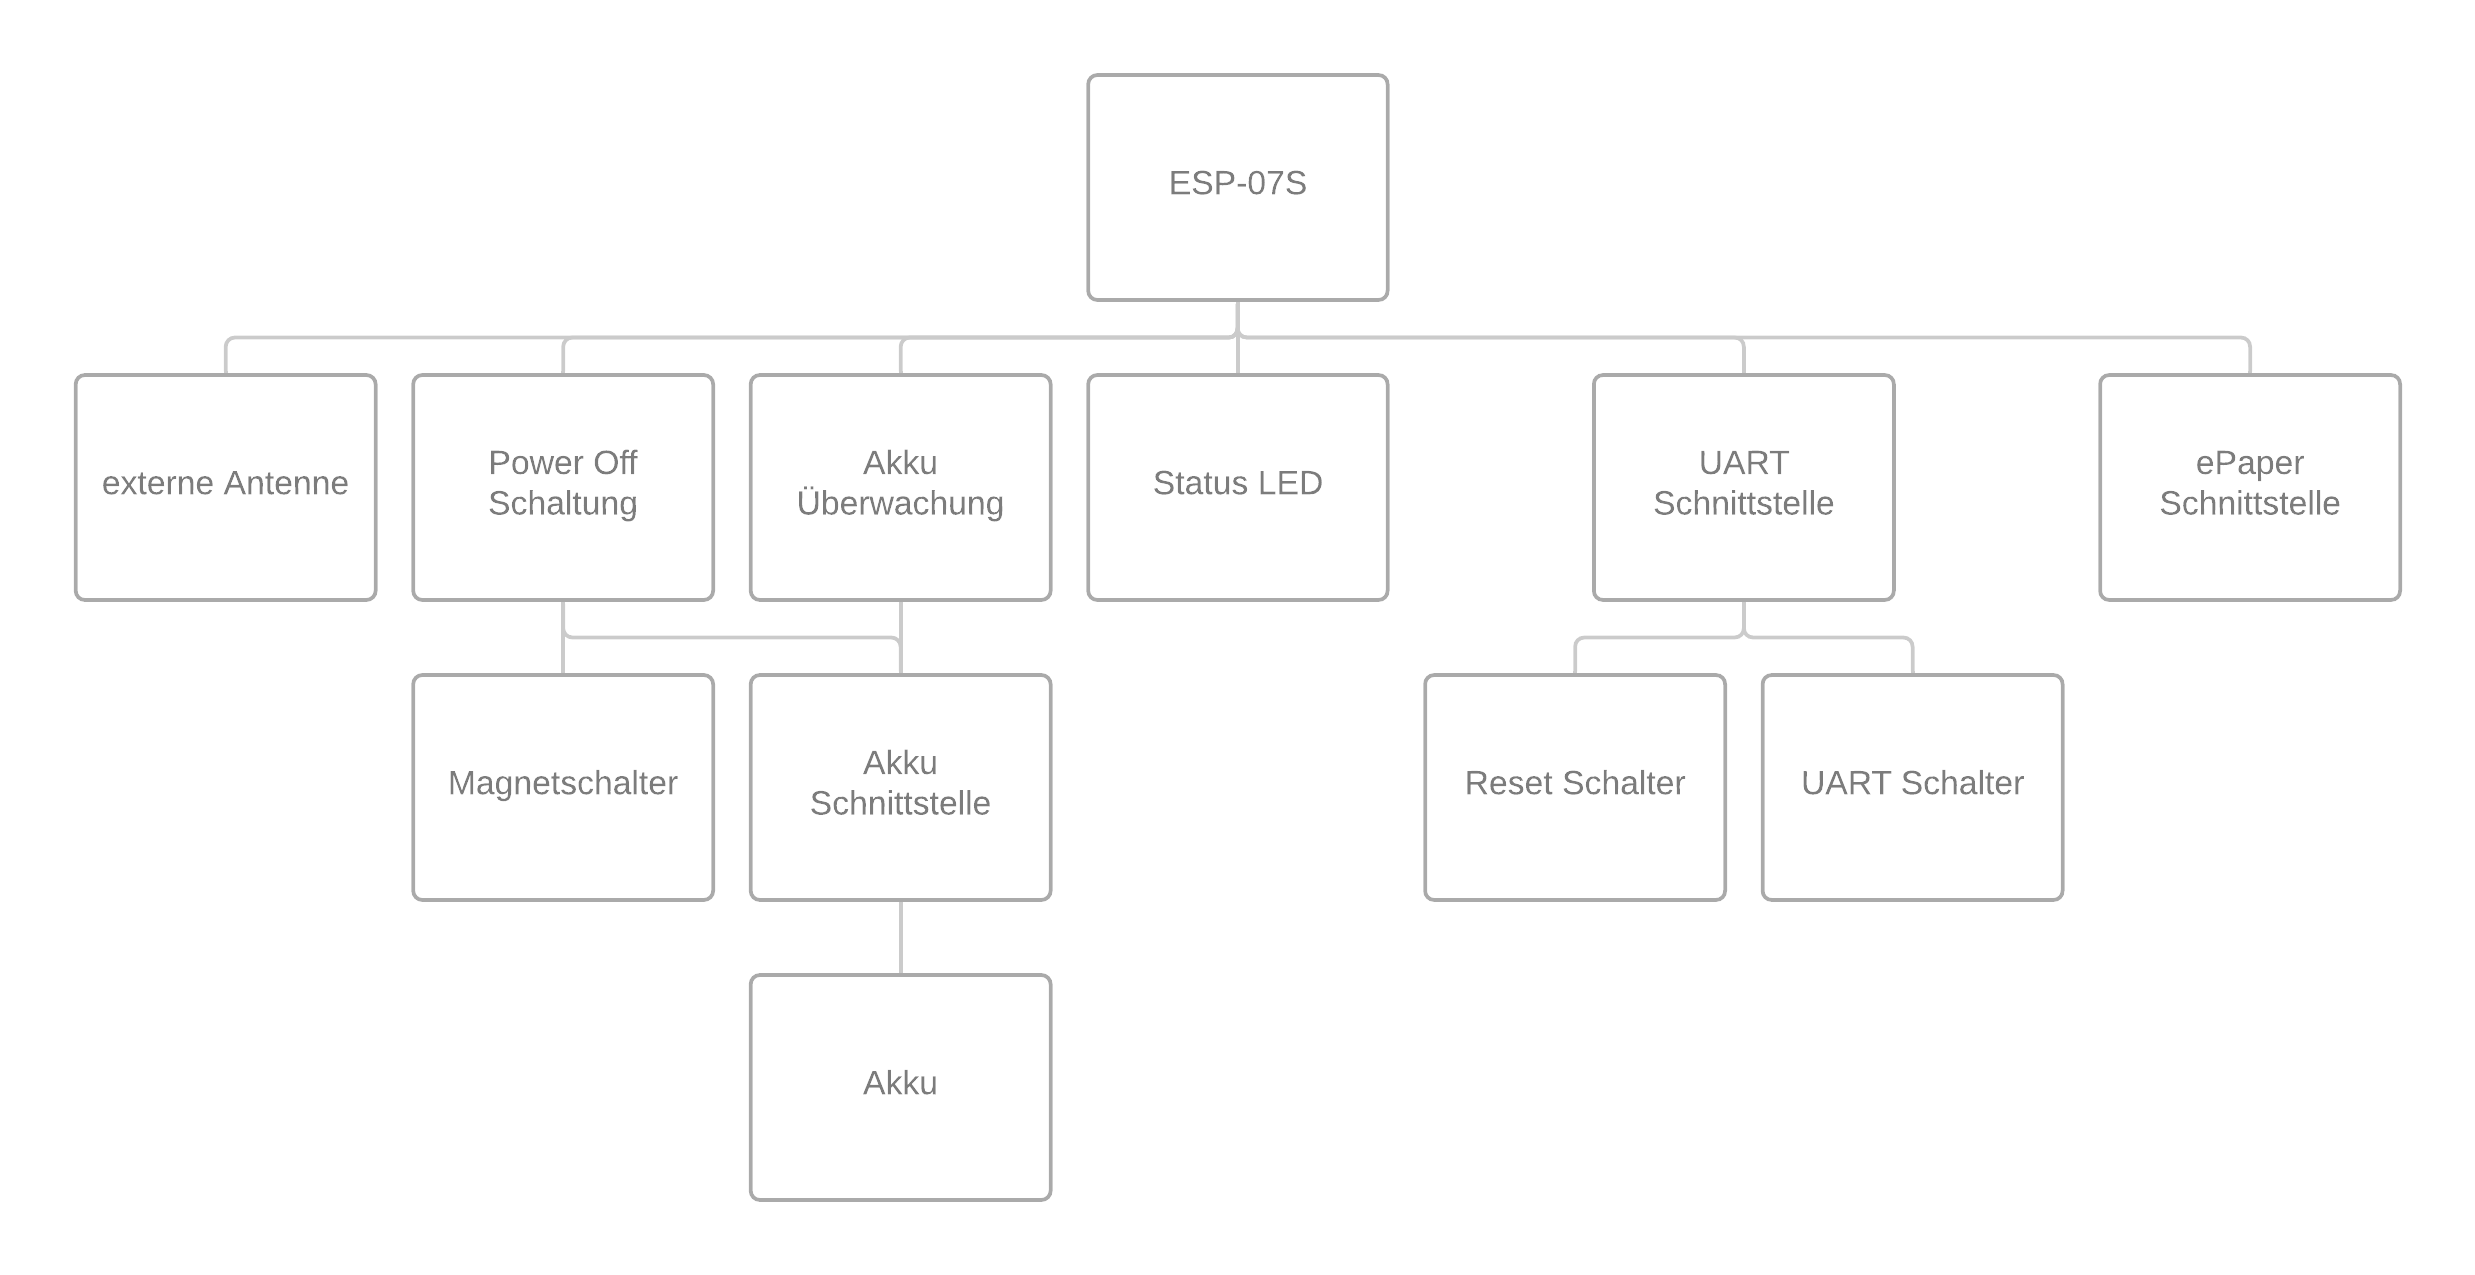 ESP-07S
externe Antenne
Power Off
Schaltung
Akku
Überwachung
Status LED
UART
Schnittstelle
ePaper
Schnittstelle
Magnetschalter
Akku
Schnittstelle
Reset Schalter
UART Schalter
Akku